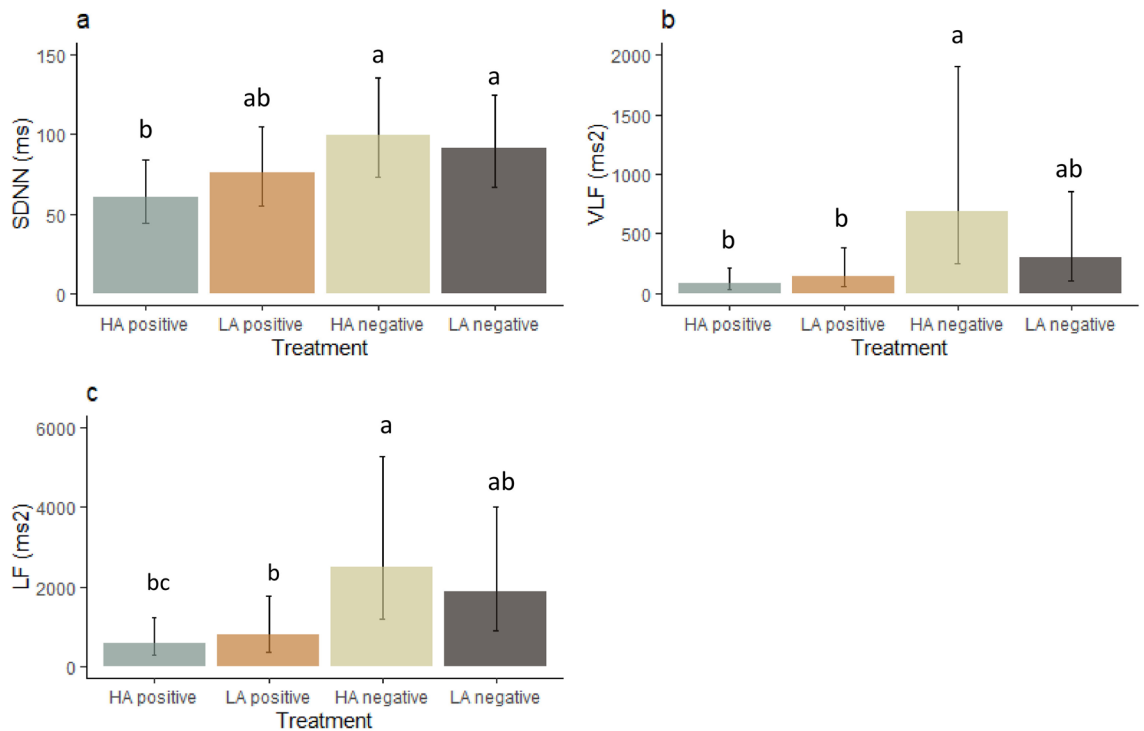 a
SDNN (ms)
150
100
50
0
b
ab
a
a
HA positive
LA positive
HA negative
LA negative
Treatment
b
VLF (ms2)
2000
1500
1000
500
0
b
b
a
ab
HA positive
LA positive
HA negative
LA negative
Treatment
c
LF (ms2)
6000
4000
2000
0
bc
b
a
ab
HA positive
LA positive
HA negative
LA negative
Treatment